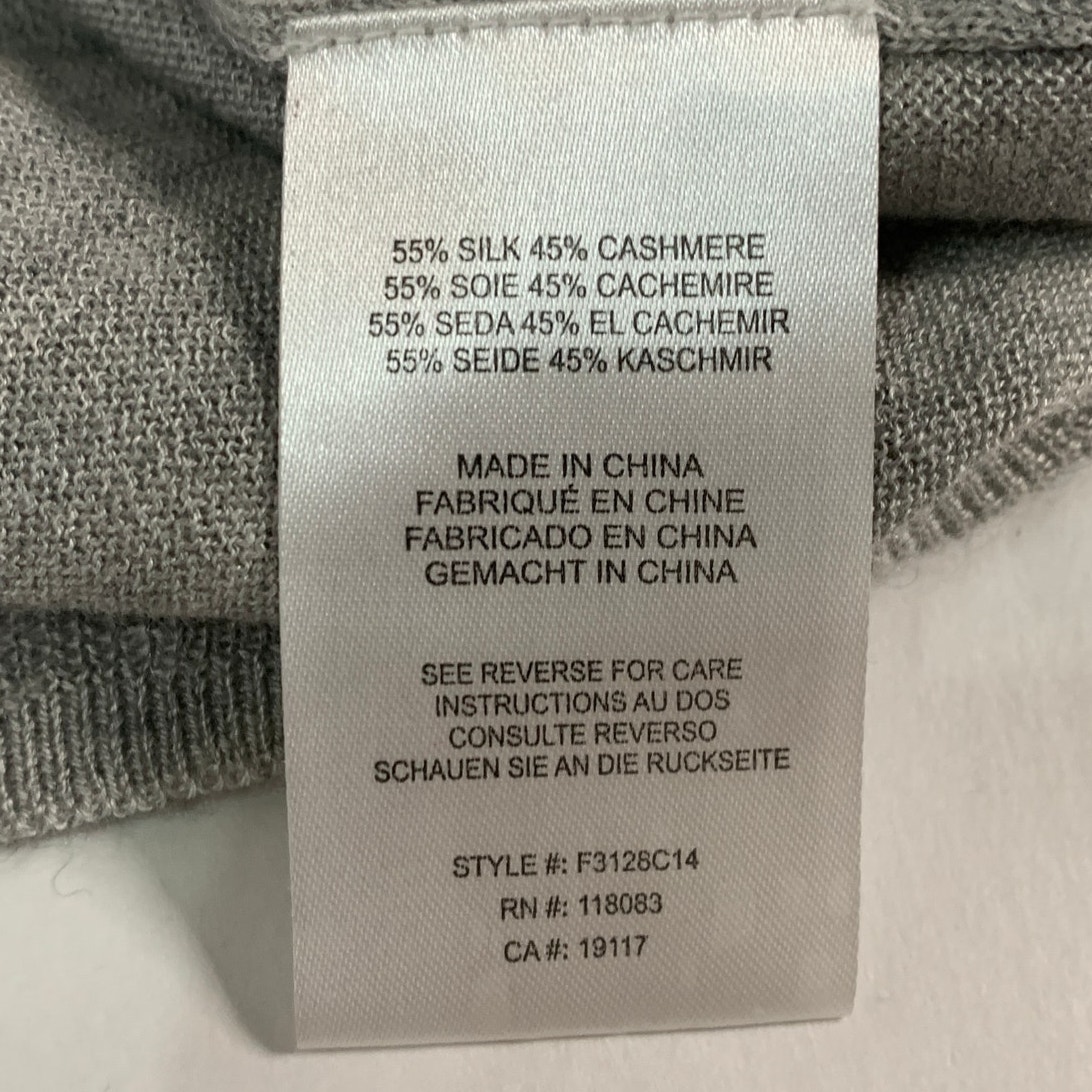 55% SILK 45% CASHMERE
55% SOIE 45% CACHEMIRE
55% SEDA 45% EL CACHEMIR
55% SEIDE 45% KASCHMIR
MADE IN CHINA
FABRIQUÉ EN CHINE
FABRICADO EN CHINA
GEMACHT IN CHINA
SEE REVERSE FOR CARE
INSTRUCTIONS AU DOS
CONSULTE REVERSO
SCHAUEN SIE AN DIE RUCKSEITE
STYLE #: F3128C14
RN #: 118083
CA #: 19117